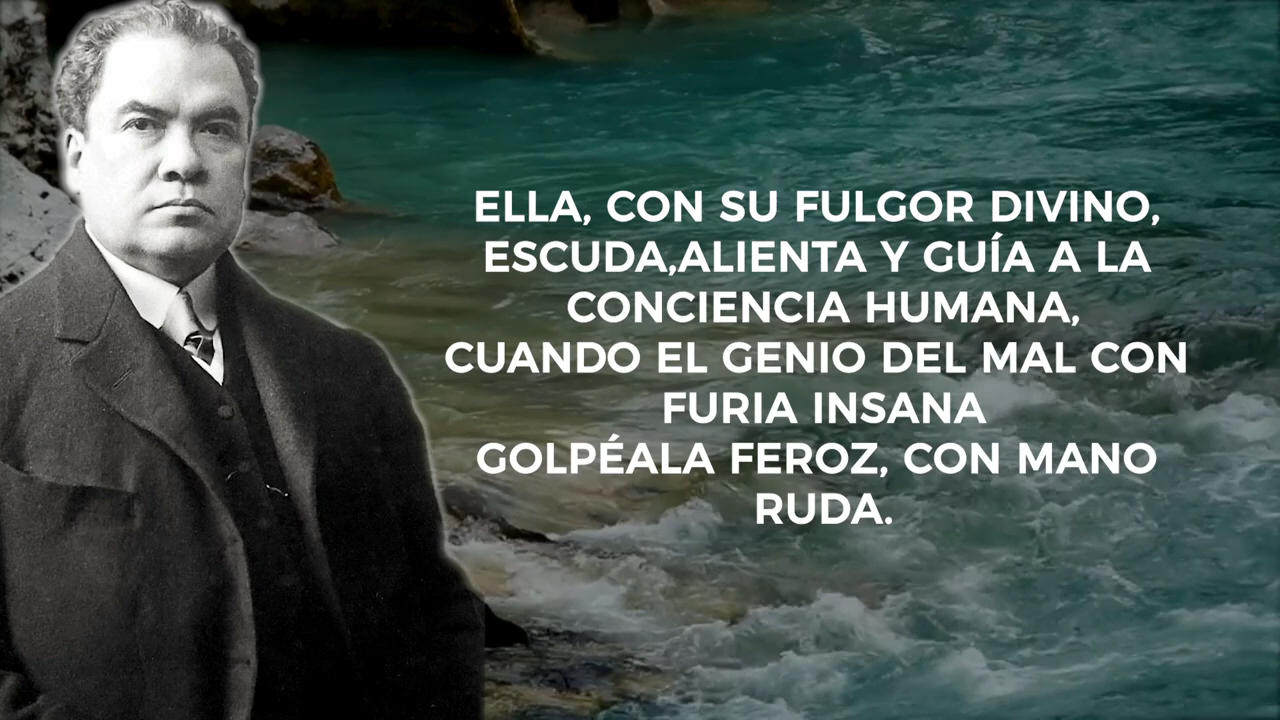 ELLA, CON SU FULGOR DIVINO,
ESCUDA,ALIENTA Y GUÍA A LA
CONCIENCIA HUMANA,
CUANDO EL GENIO DEL MAL CON
FURIA INSANA
GOLPÉALA FEROZ, CON MANO
RUDA.